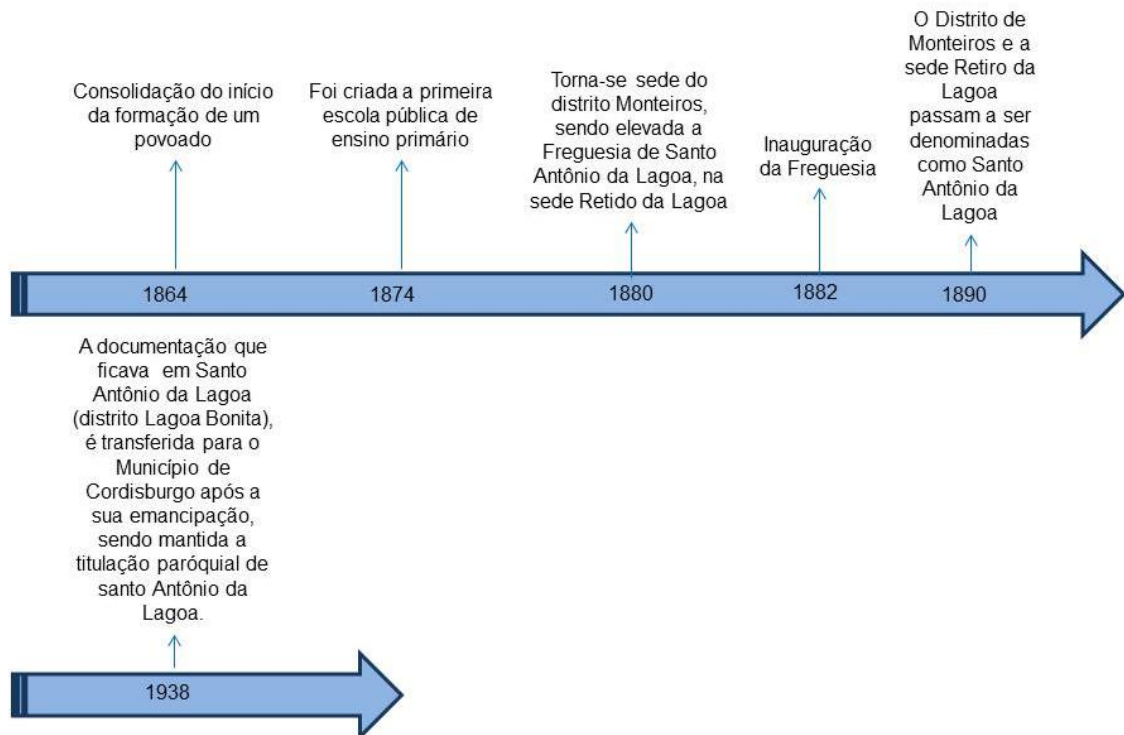 Consolidação do início
da formação de um
povoado
Foi criada a primeira
escola pública de
ensino primário
Torna-se sede do
distrito Monteiros,
sendo elevada a
Freguesia de Santo
Antônio da Lagoa, na
sede Retido da Lagoa
Inauguração
da Freguesia
O Distrito de
Monteiros e a
sede Retiro da
Lagoa
passam a ser
denominadas
como Santo
Antônio da
Lagoa
1864
1874
1880
1882
1890
A documentação que
ficava em Santo
Antônio da Lagoa
(distrito Lagoa Bonita),
é transferida para o
Município de
Cordisburgo após a
sua emancipação,
sendo mantida a
titulação paróquial de
santo Antônio da
Lagoa.
1938